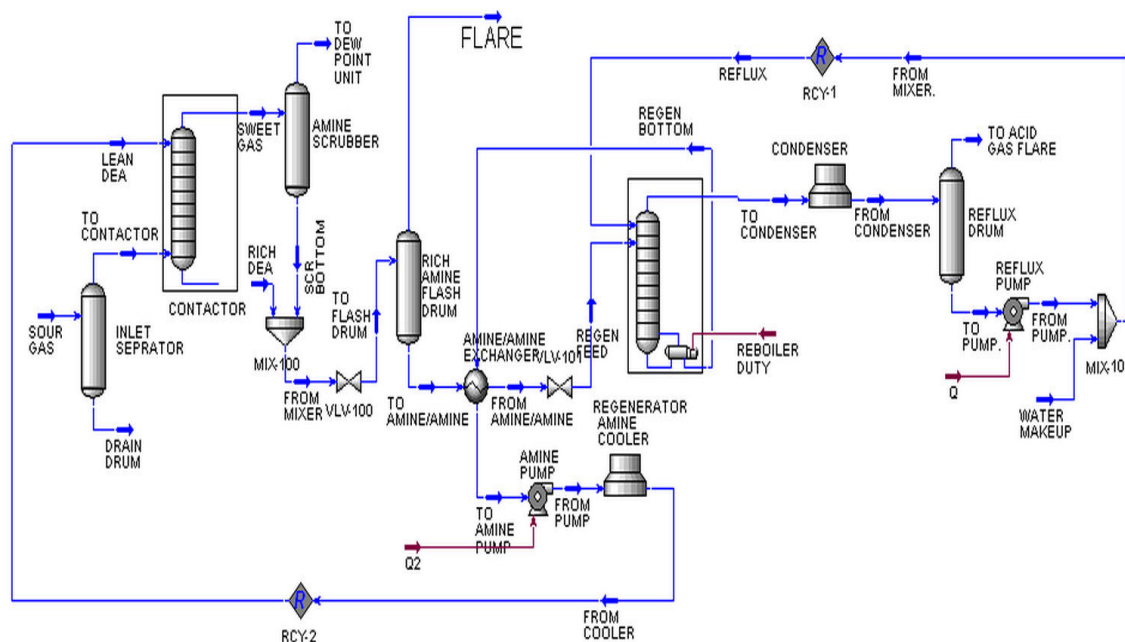 TO
DEW
POINT
UNIT
FLARE
REFLUX
R
RCY-1
FROM
MIXER.
LEAN
DEA
SWEET
GAS
AMINE
SCRUBBER
REGEN
BOTTOM
CONDENSER
TO ACID
GAS FLARE
TO
CONTACTOR
RICH
DEA
SCR
BOTTOM
TO
FLASH
DRUM
RICH
AMINE
FLASH
DRUM
TO
CONDENSER
FROM
CONDENSER
REFLUX
DRUM
CONTACTOR
SOUR
GAS
INLET
SEPRATOR
MIX-100
FROM
MIXER
VLV-100
AMINE/AMINE
EXCHANGER
VLV-101
REGEN
FEED
REBOILER
DUTY
REFLUX
PUMP
TO
PUMP.
FROM
PUMP.
MIX-10
Q
WATER
MAKEUP
DRAIN
DRUM
TO
AMINE/AMINE
FROM
AMINE/AMINE
REGENERATOR
AMINE
COOLER
AMINE
PUMP
TO
AMINE
PUMP
FROM
PUMP
Q2
R
RCY-2
FROM
COOLER